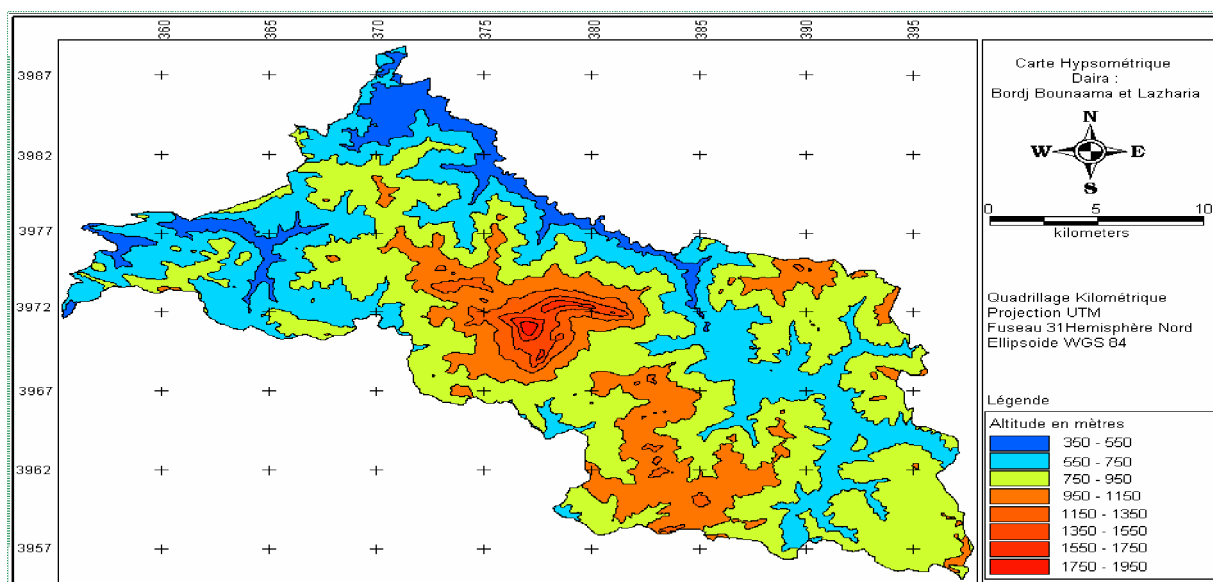 360 365 370 375 380 385 390 395
3987
3982
3977
3972
3967
3962
3957
Carte Hypsométrique
Daira :
Bordj Bounaama et Lazharia
N
W E
S
0 5 10
kilometers
Quadrillage Kilométrique
Projection UTM
Fuseau 31Hemisphère Nord
Ellipsoide WGS 84
Légende
Altitude en mètres
350 - 550
550 - 750
750 - 950
950 - 1150
1150 - 1350
1350 - 1550
1550 - 1750
1750 - 1950